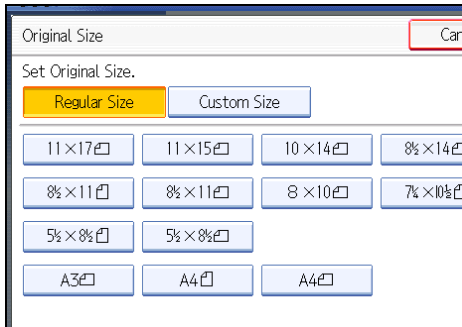 Original Size Can
Set Original Size.
Regular Size Custom Size
11×17 11×15 10×14 8½×14
8½×11 8½×11 8×10 7¼×10½
5½×8½ 5½×8½
A3 A4 A4